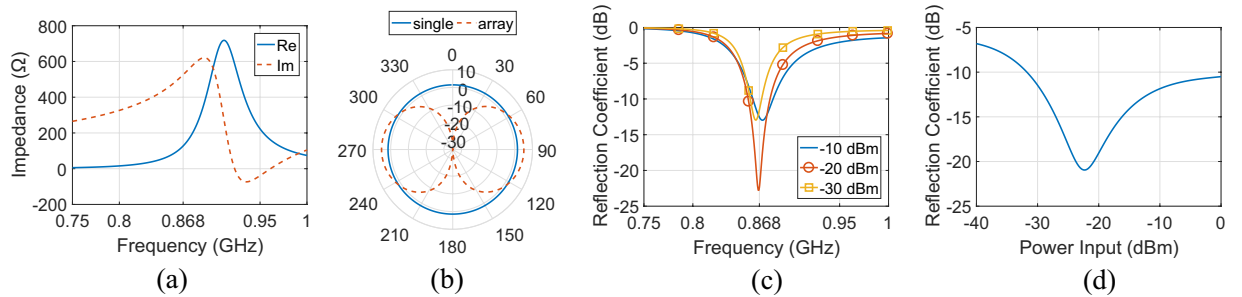 800
600
400
200
0
-200
Impedance (Ω)
Re
Im
0.75 0.8 0.868 0.95 1
Frequency (GHz)
(a)
single array
0
30
60
90
120
150
180
210
240
270
300
330
10
0
-10
-20
-30
(b)
0
-5
-10
-15
-20
-25
Reflection Coefficient (dB)
-10 dBm
-20 dBm
-30 dBm
0.75 0.8 0.868 0.95 1
Frequency (GHz)
(c)
-5
-10
-15
-20
-25
Reflection Coefficient (dB)
-40 -30 -20 -10 0
Power Input (dBm)
(d)